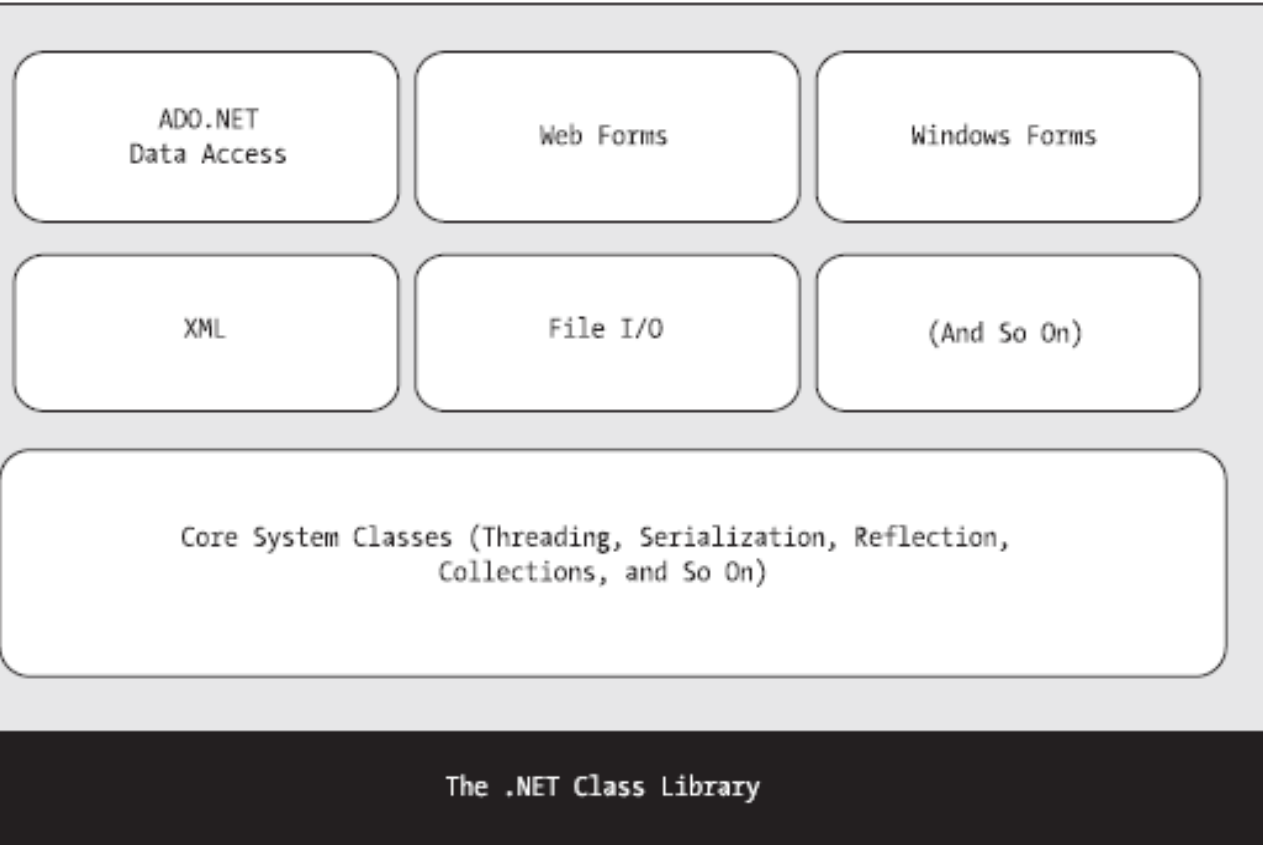 ADO.NET
Data Access
Web Forms
Windows Forms
XML
File I/O
(And So On)
Core System Classes (Threading, Serialization, Reflection,
Collections, and So On)
The .NET Class Library